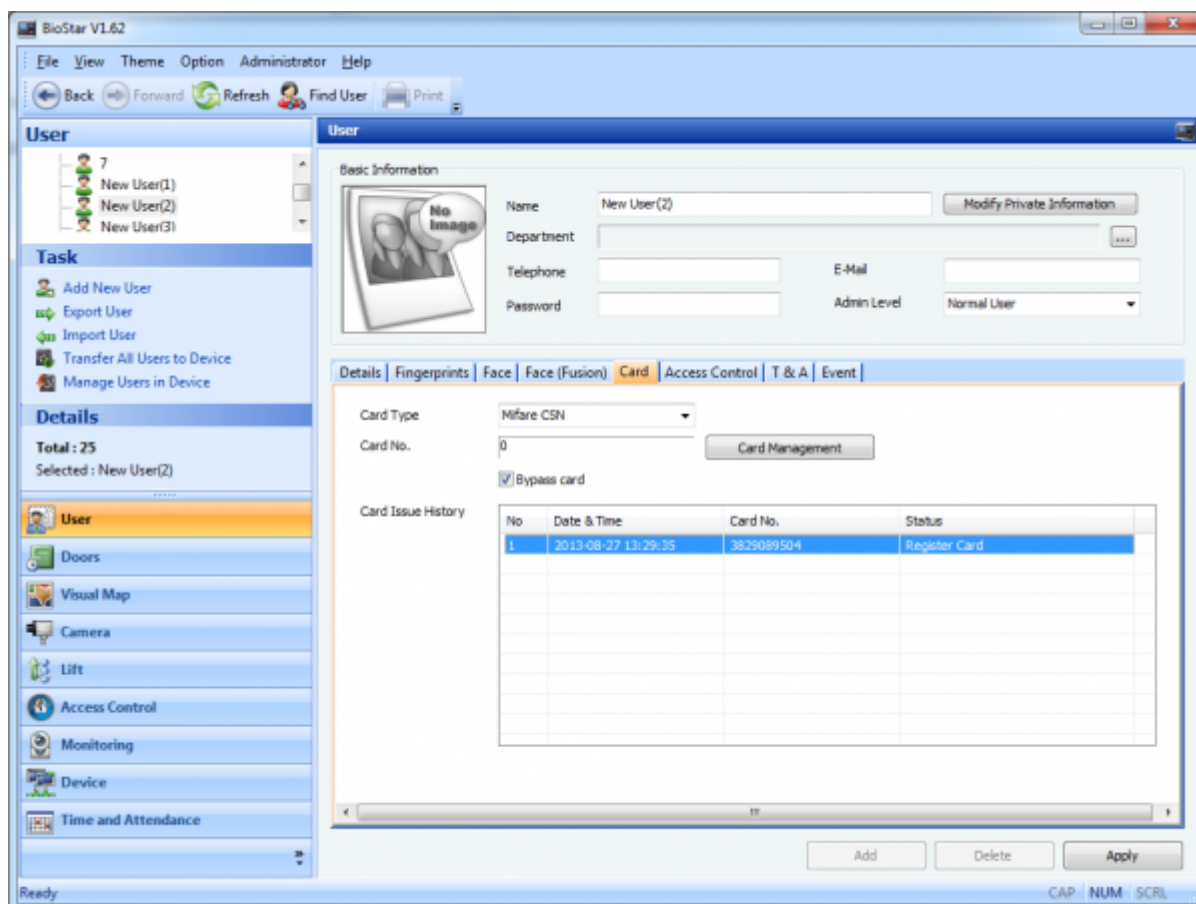 BioStar V1.62
File View Theme Option Administrator Help
Back Forward Refresh Find User Print
User
7
New User(1)
New User(2)
New User(3)
Task
Add New User
Export User
Import User
Transfer All Users to Device
Manage Users in Device
Details
Total : 25
Selected : New User(2)
User
Doors
Visual Map
Camera
Lift
Access Control
Monitoring
Device
Time and Attendance
User
Basic Information
No Image
Name New User(2) Modify Private Information
Department ...
Telephone E-Mail
Password Admin Level Normal User
Details Fingerprints Face Face (Fusion) Card Access Control T & A Event
Card Type Mifare CSN
Card No. 0 Card Management
Bypass card
Card Issue History
No Date & Time Card No. Status
1 2013-08-27 13:29:35 3829089504 Register Card
Add Delete Apply
Ready CAP NUM SCRL